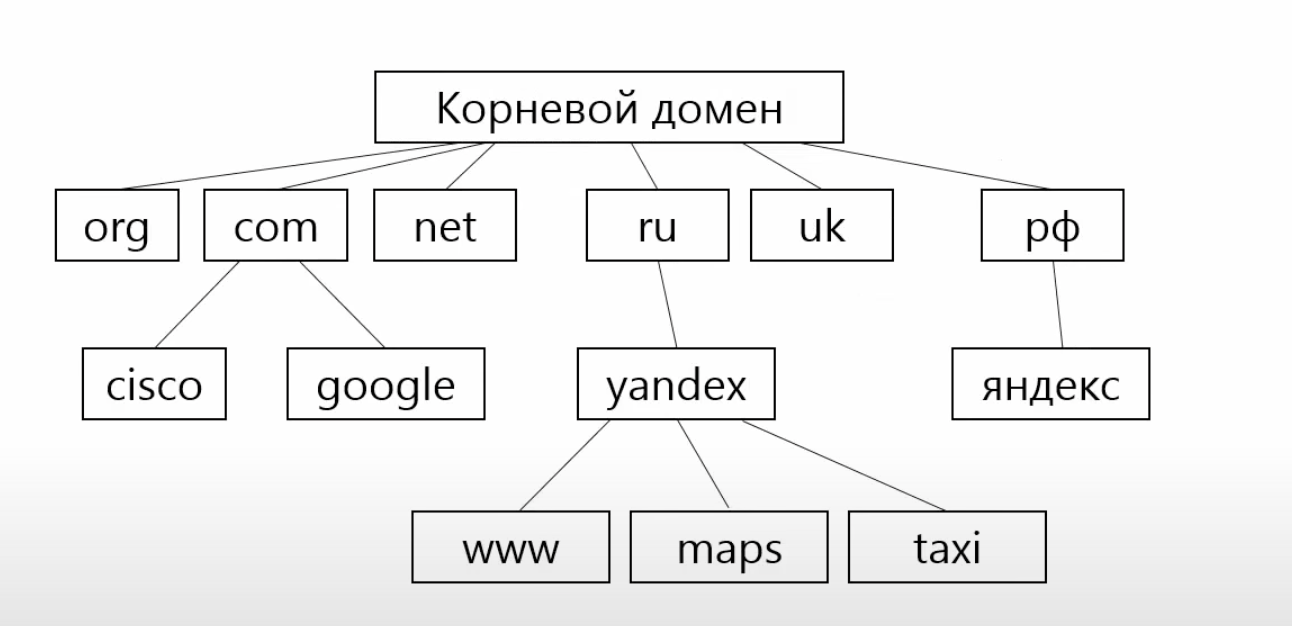 Корневой домен
org com net ru uk рф
cisco google yandex яндекс
www maps taxi